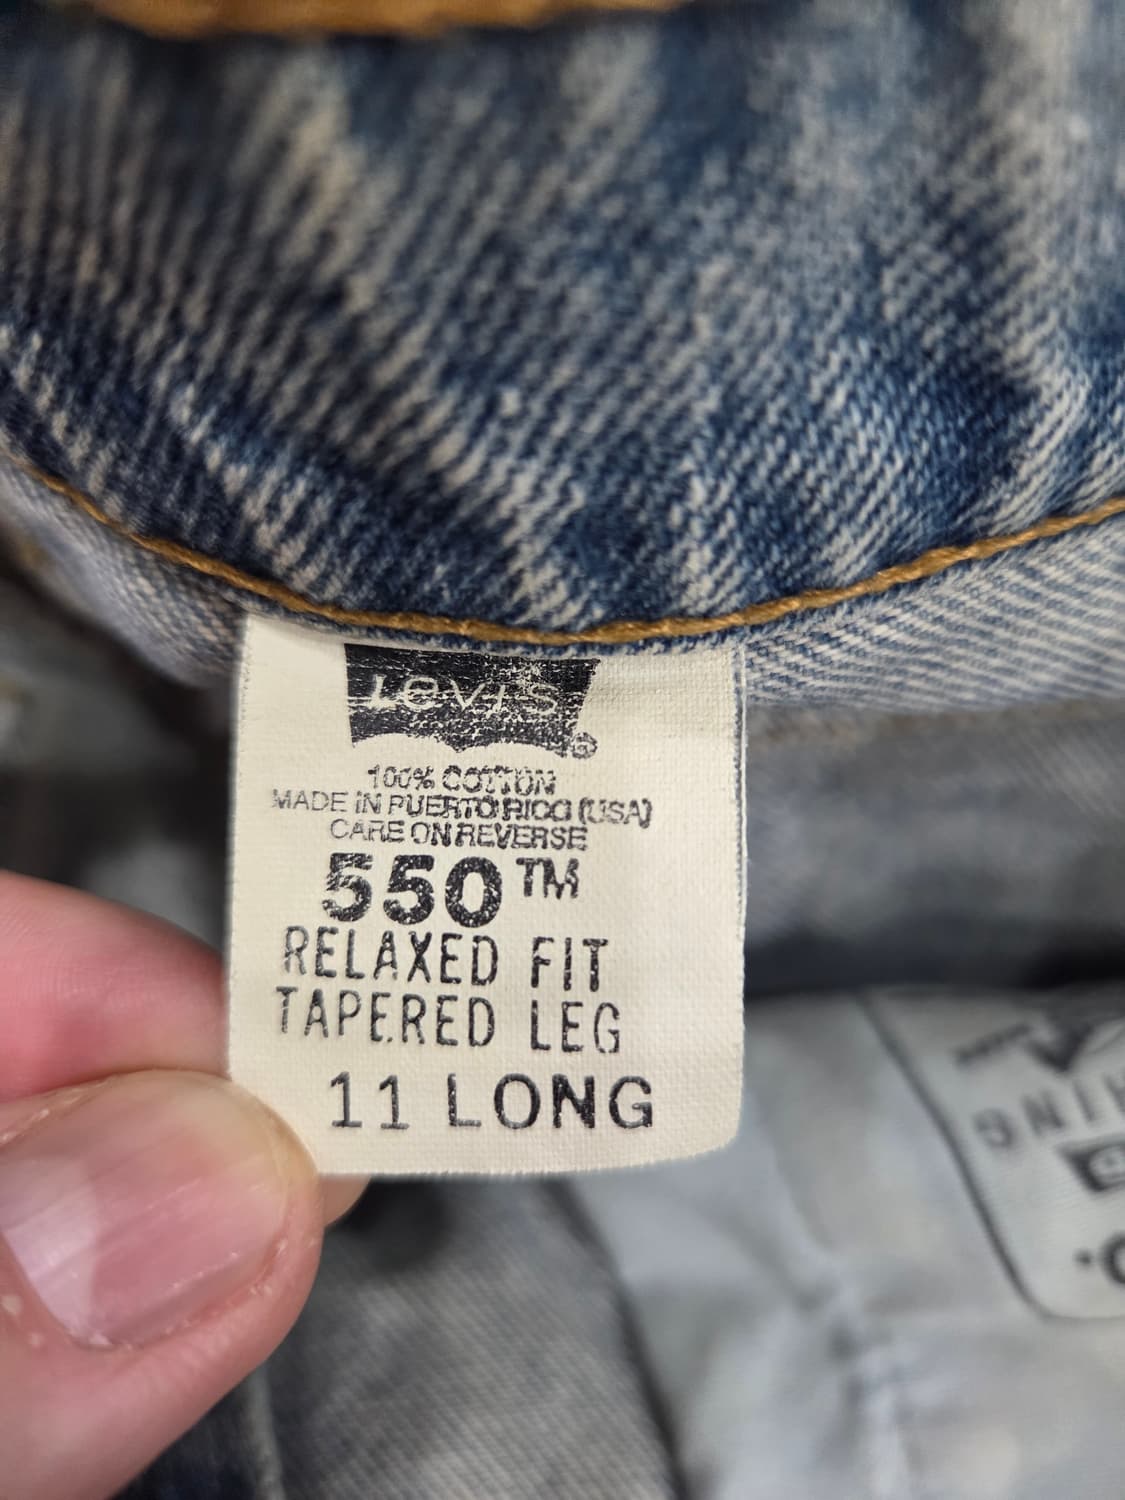 Levi's®
100% COTTON
MADE IN PUERTO RICO (USA)
CARE ON REVERSE
550™
RELAXED FIT
TAPERED LEG
11 LONG